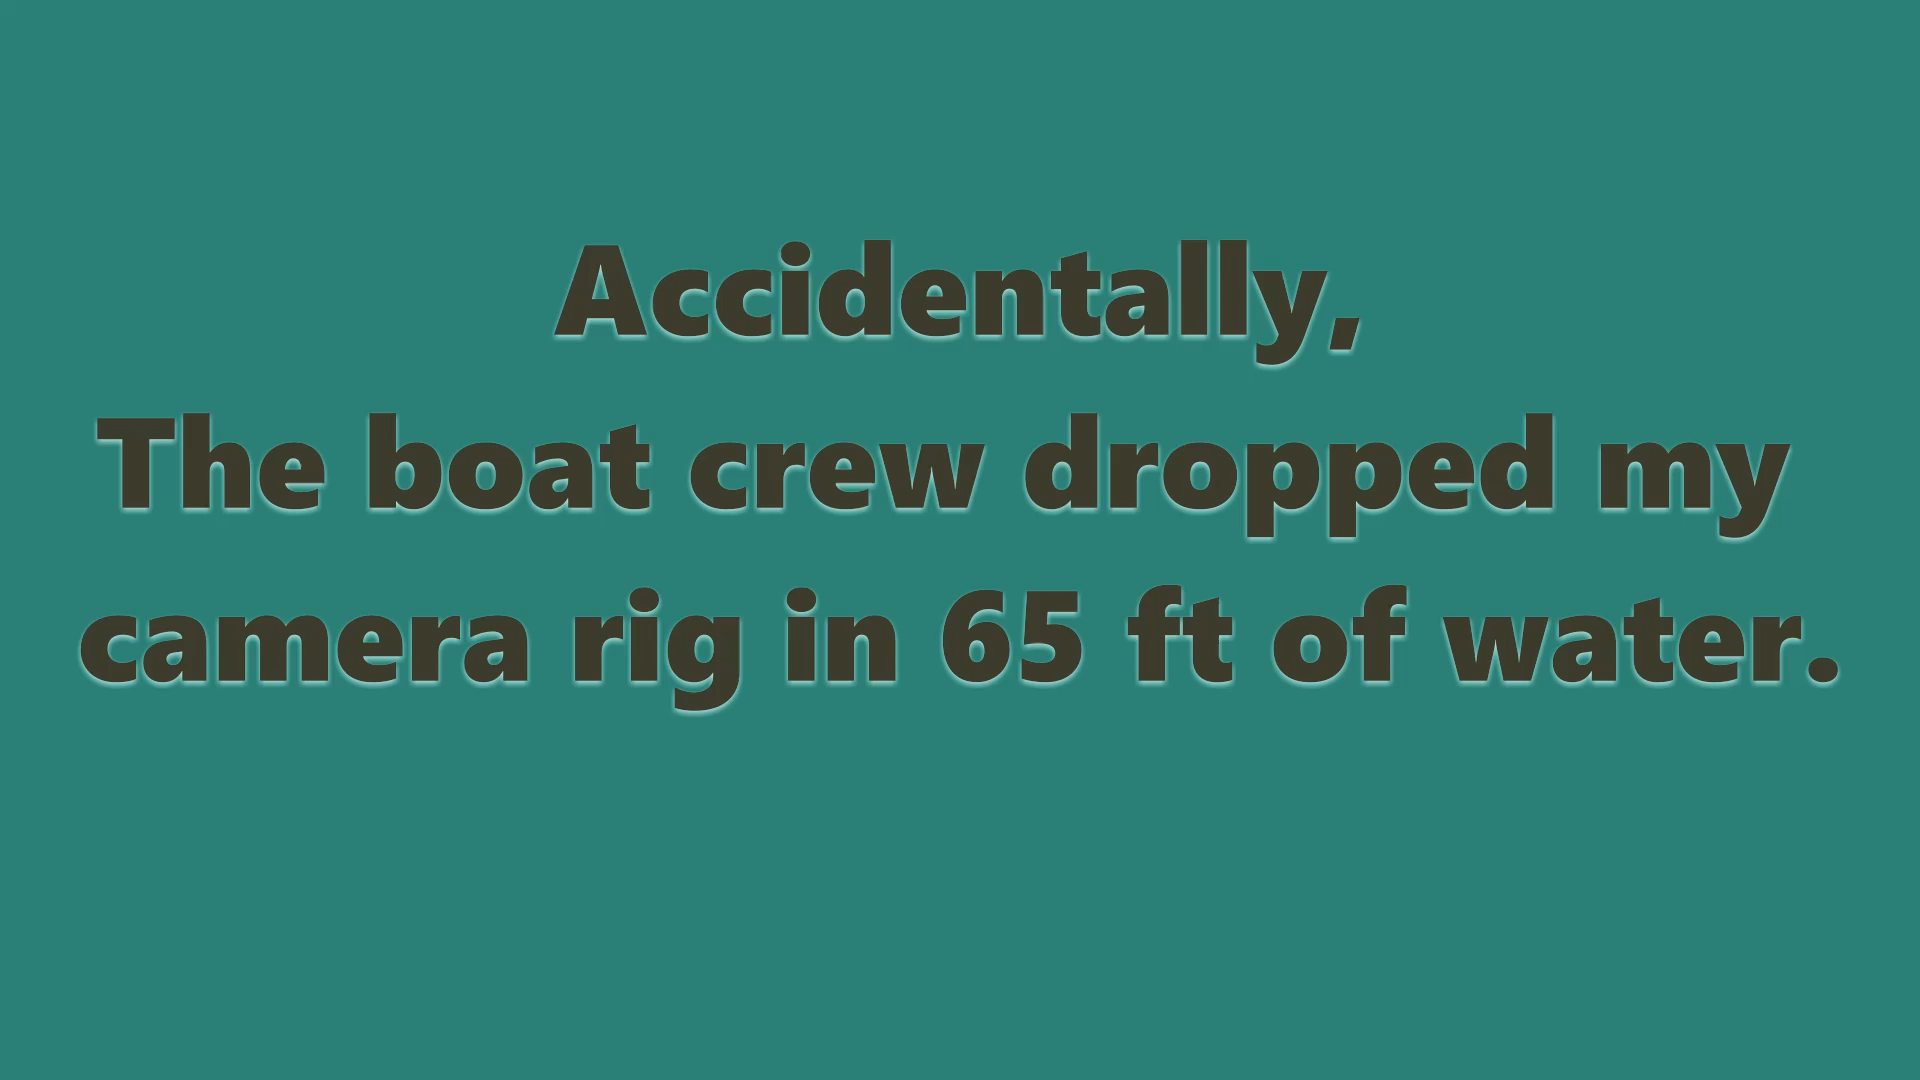 Accidentally,
The boat crew dropped my
camera rig in 65 ft of water.